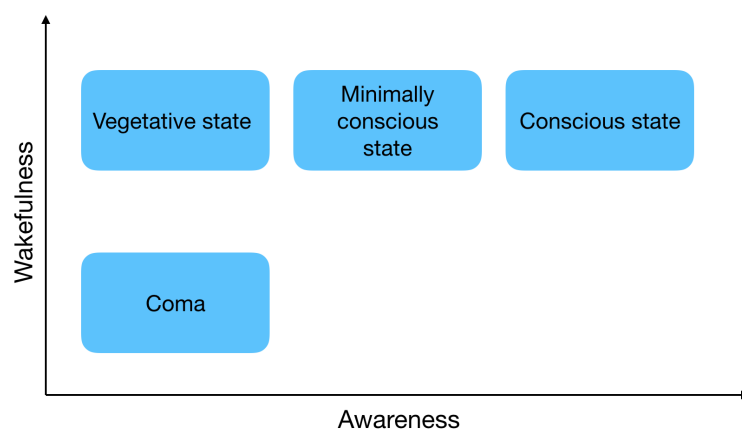 Vegetative state
Minimally
conscious
state
Conscious state
Wakefulness
Coma
Awareness